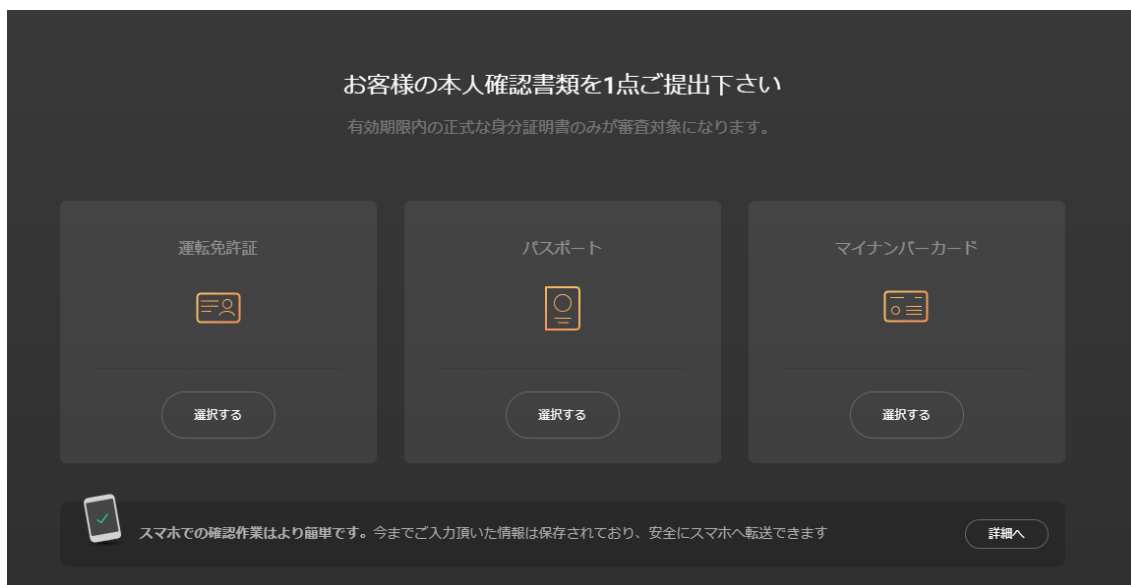 お客様の本人確認書類を1点ご提出下さい
有効期限内の正式な身分証明書のみが審査対象になります。
運転免許証
パスポート
マイナンバーカード
選択する
選択する
選択する
スマホでの確認作業はより簡単です。今までご入力頂いた情報は保存されており、安全にスマホへ転送できます
詳細へ